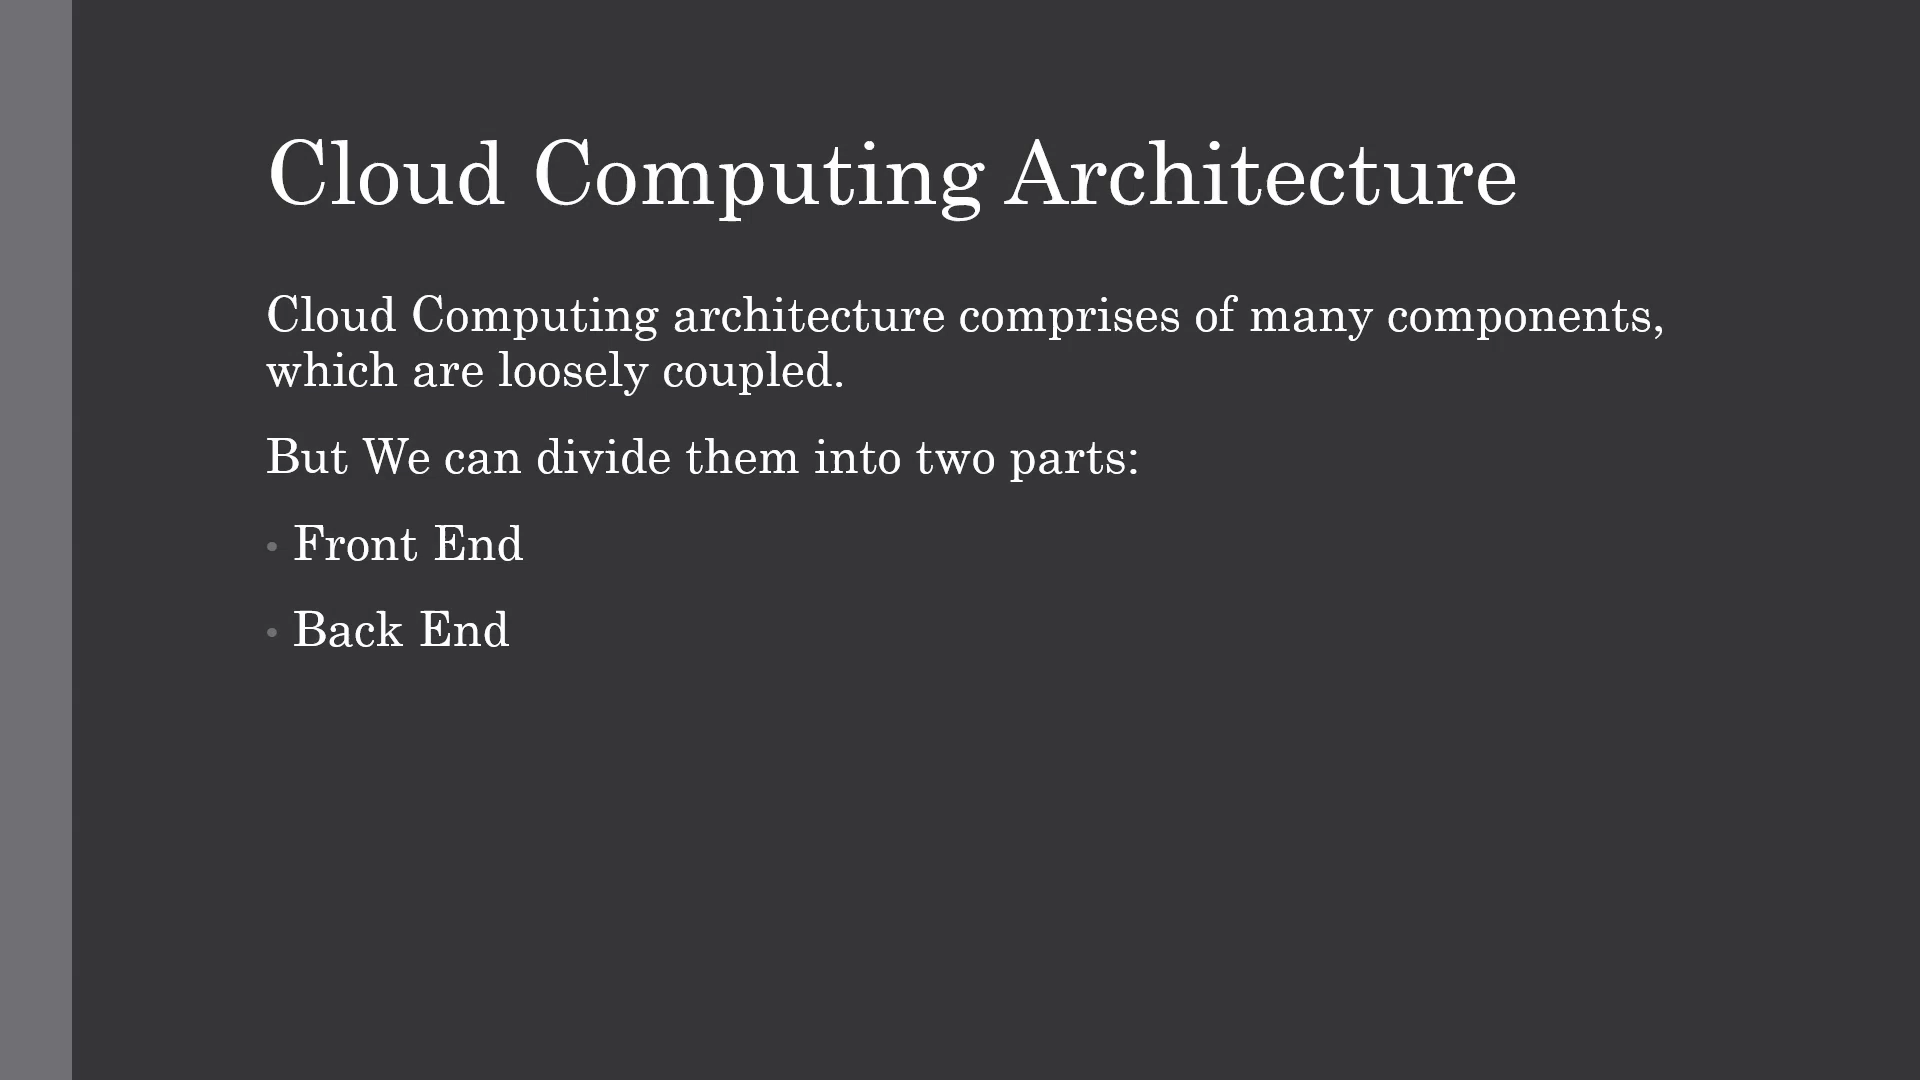 Cloud Computing Architecture
Cloud Computing architecture comprises of many components,
which are loosely coupled.
But We can divide them into two parts:
• Front End
• Back End